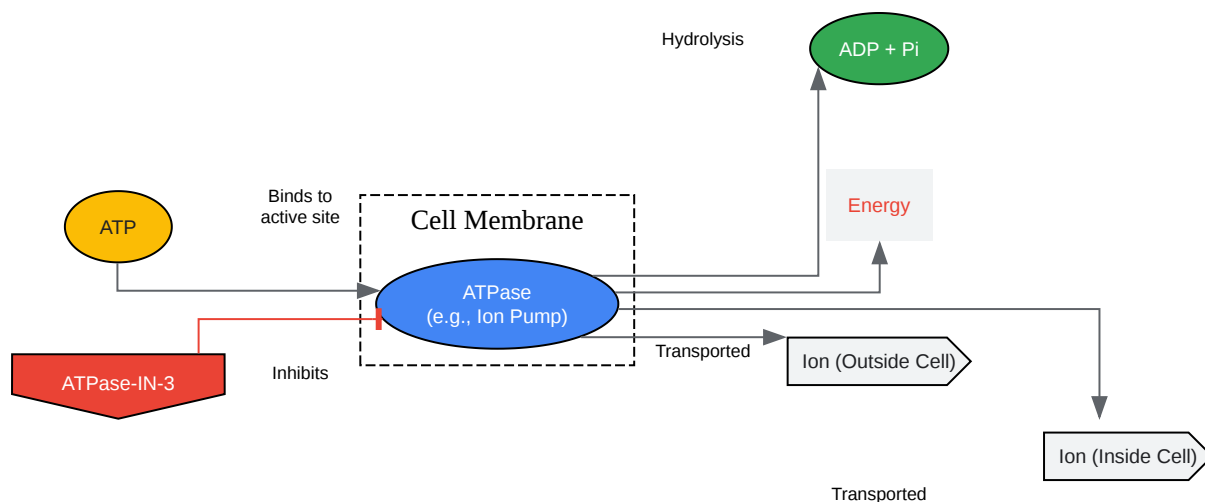 Hydrolysis
ADP + Pi
Binds to
active site
Energy
ATP
Cell Membrane
ATPase
(e.g., Ion Pump)
Transported
Ion (Outside Cell)
Inhibits
ATPase-IN-3
Ion (Inside Cell)
Transported